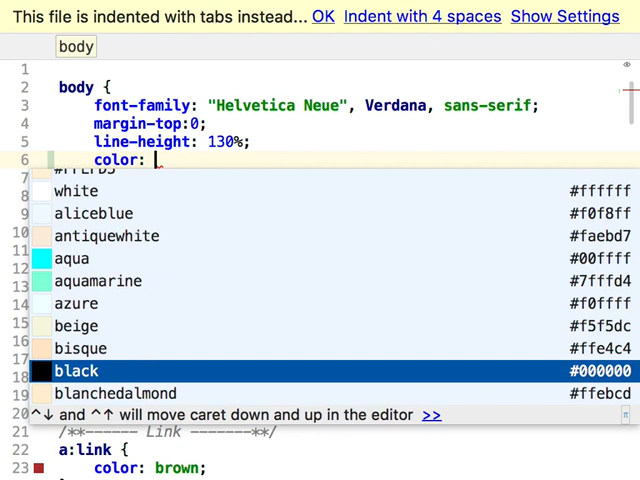 This file is indented with tabs instead... OK Indent with 4 spaces Show Settings
body
1
2 body {
3 font-family: "Helvetica Neue", Verdana, sans-serif;
4 margin-top:0;
5 line-height: 130%;
6 color:
7 #FFEFD5
8 white #ffffff
9 aliceblue #f0f8ff
10 antiquewhite #faebd7
11 aqua #00ffff
12 aquamarine #7fffd4
13 azure #f0ffff
14
15 beige #f5f5dc
16 bisque #ffe4c4
17 black #000000
18
19 blanchedalmond #ffebcd
20 ^↓ and ^↑ will move caret down and up in the editor >> π
21 /**------ Link -------**/
22 a:link {
23 color: brown;